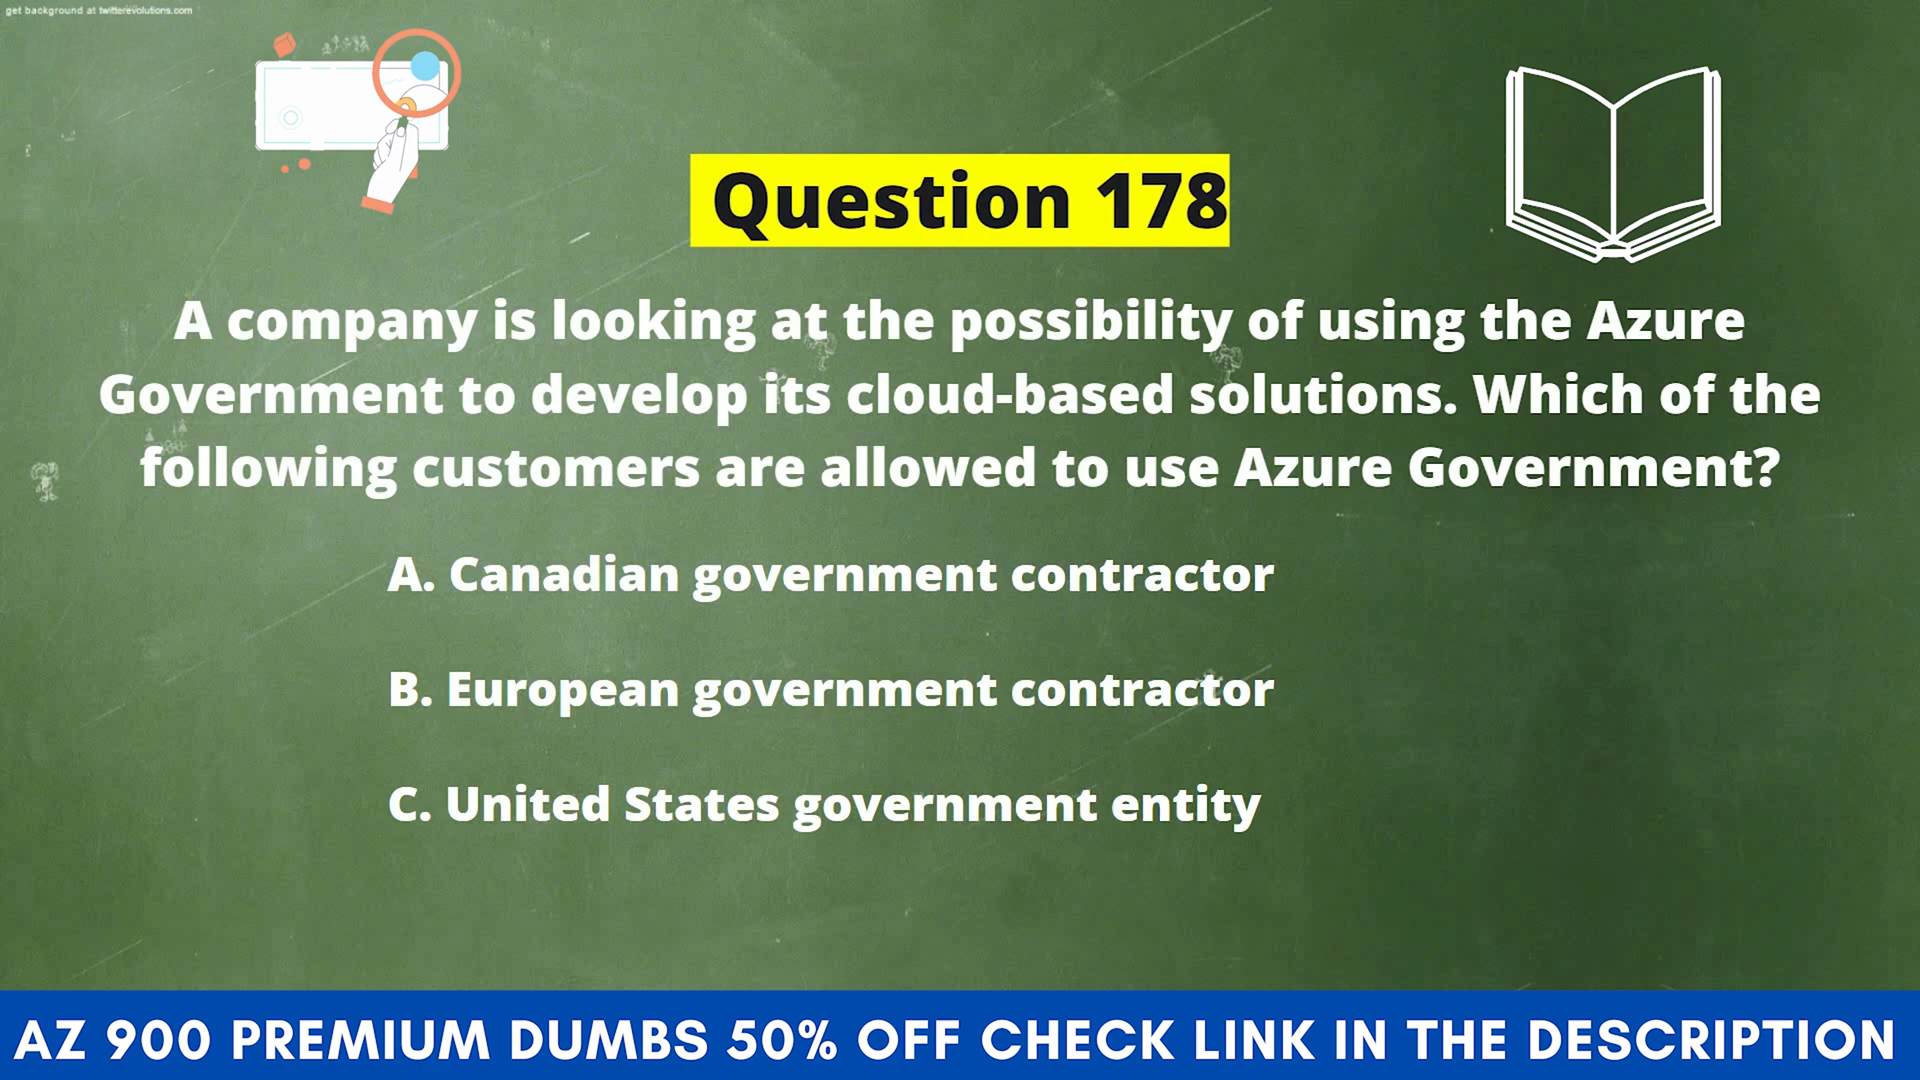 get background at twitterevolutions.com
Question 178
A company is looking at the possibility of using the Azure
Government to develop its cloud-based solutions. Which of the
following customers are allowed to use Azure Government?
A. Canadian government contractor
B. European government contractor
C. United States government entity
AZ 900 PREMIUM DUMBS 50% OFF CHECK LINK IN THE DESCRIPTION